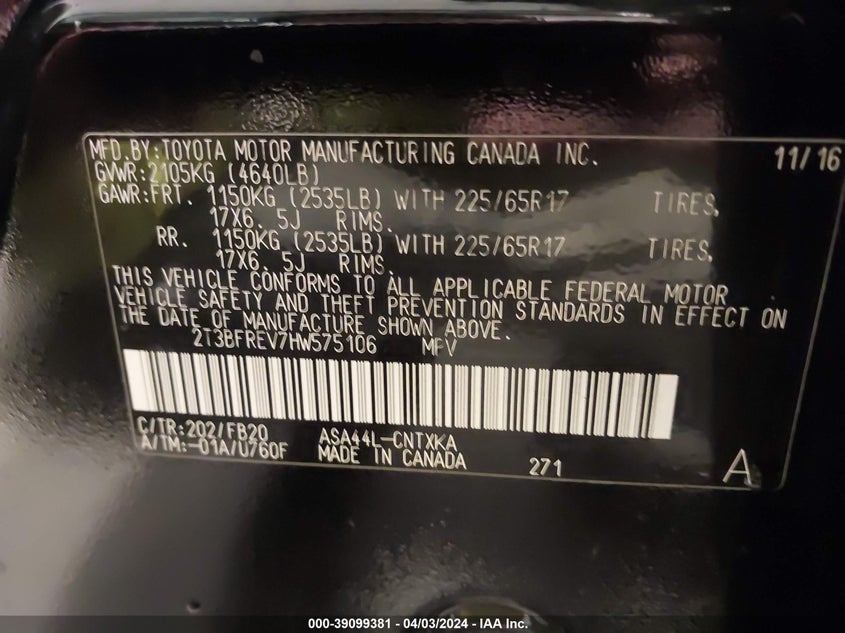 MFD.BY:TOYOTA MOTOR MANUFACTURING CANADA INC. 11/16
GVWR:2105KG (4640LB)
GAWR:FRT. 1150KG (2535LB) WITH 225/65R17 TIRES,
17X6. 5J RIMS,
RR. 1150KG (2535LB) WITH 225/65R17 TIRES,
17X6. 5J RIMS,
THIS VEHICLE CONFORMS TO ALL APPLICABLE FEDERAL MOTOR
VEHICLE SAFETY AND THEFT PREVENTION STANDARDS IN EFFECT ON
THE DATE OF MANUFACTURE SHOWN ABOVE.
2T3BFREV7HW575106 MPV
C/TR:202/FB20 ASA44L-CNTXKA
A/TM:-01A/U760F MADE IN CANADA 271 A
000-39099381 - 04/03/2024 - IAA Inc.